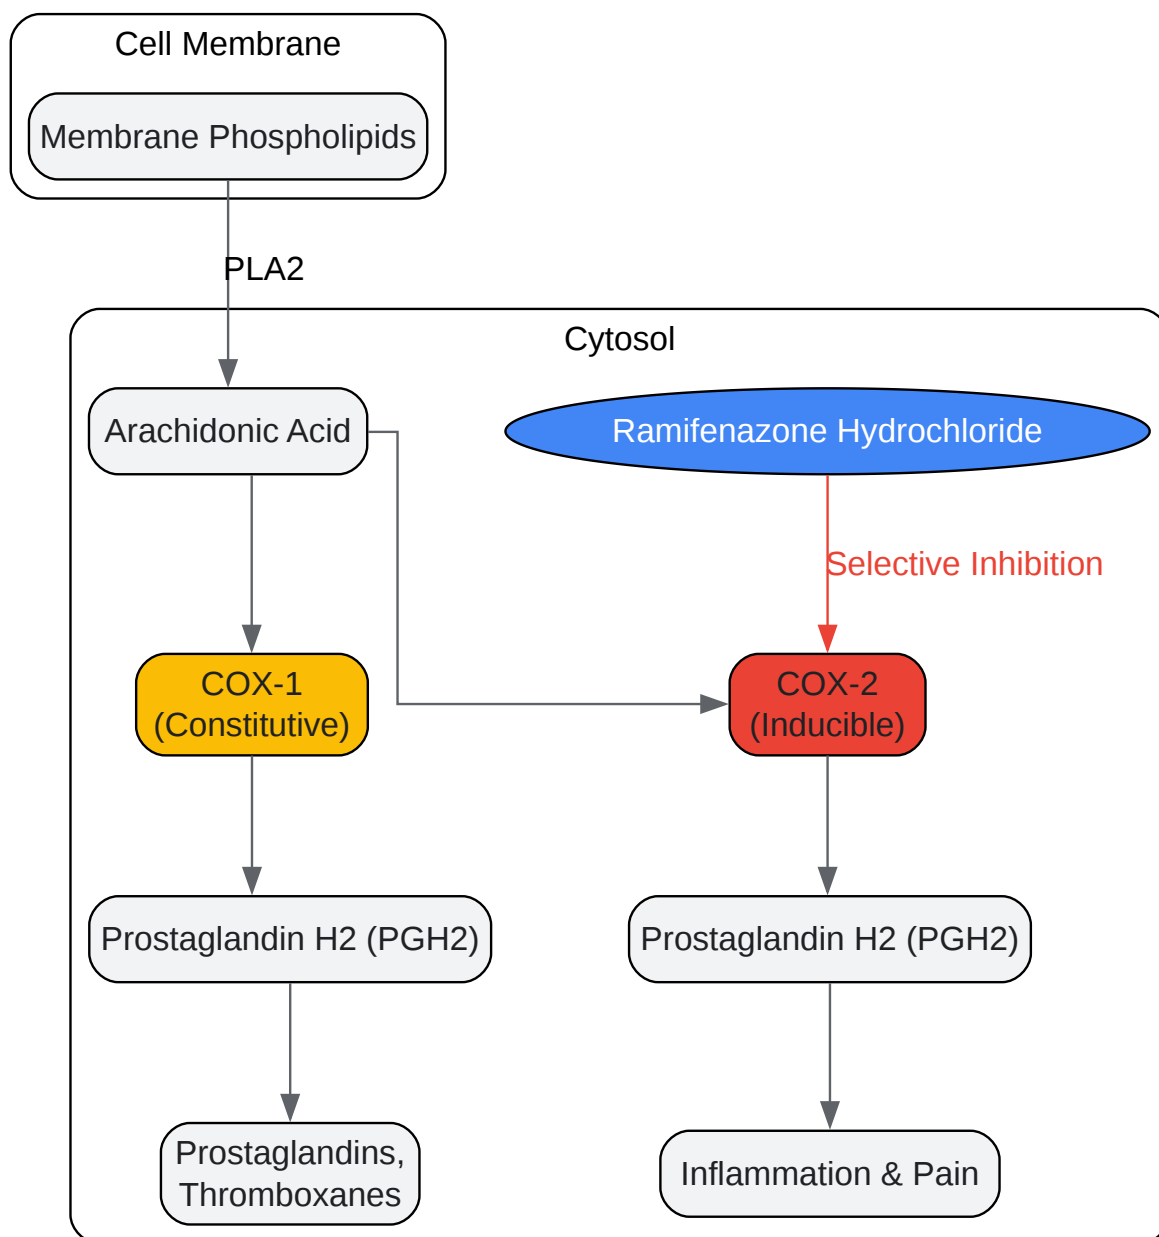 Cell Membrane
Membrane Phospholipids
PLA2
Cytosol
Arachidonic Acid
Ramifenazone Hydrochloride
Selective Inhibition
COX-1
(Constitutive)
COX-2
(Inducible)
Prostaglandin H2 (PGH2)
Prostaglandin H2 (PGH2)
Prostaglandins,
Thromboxanes
Inflammation & Pain